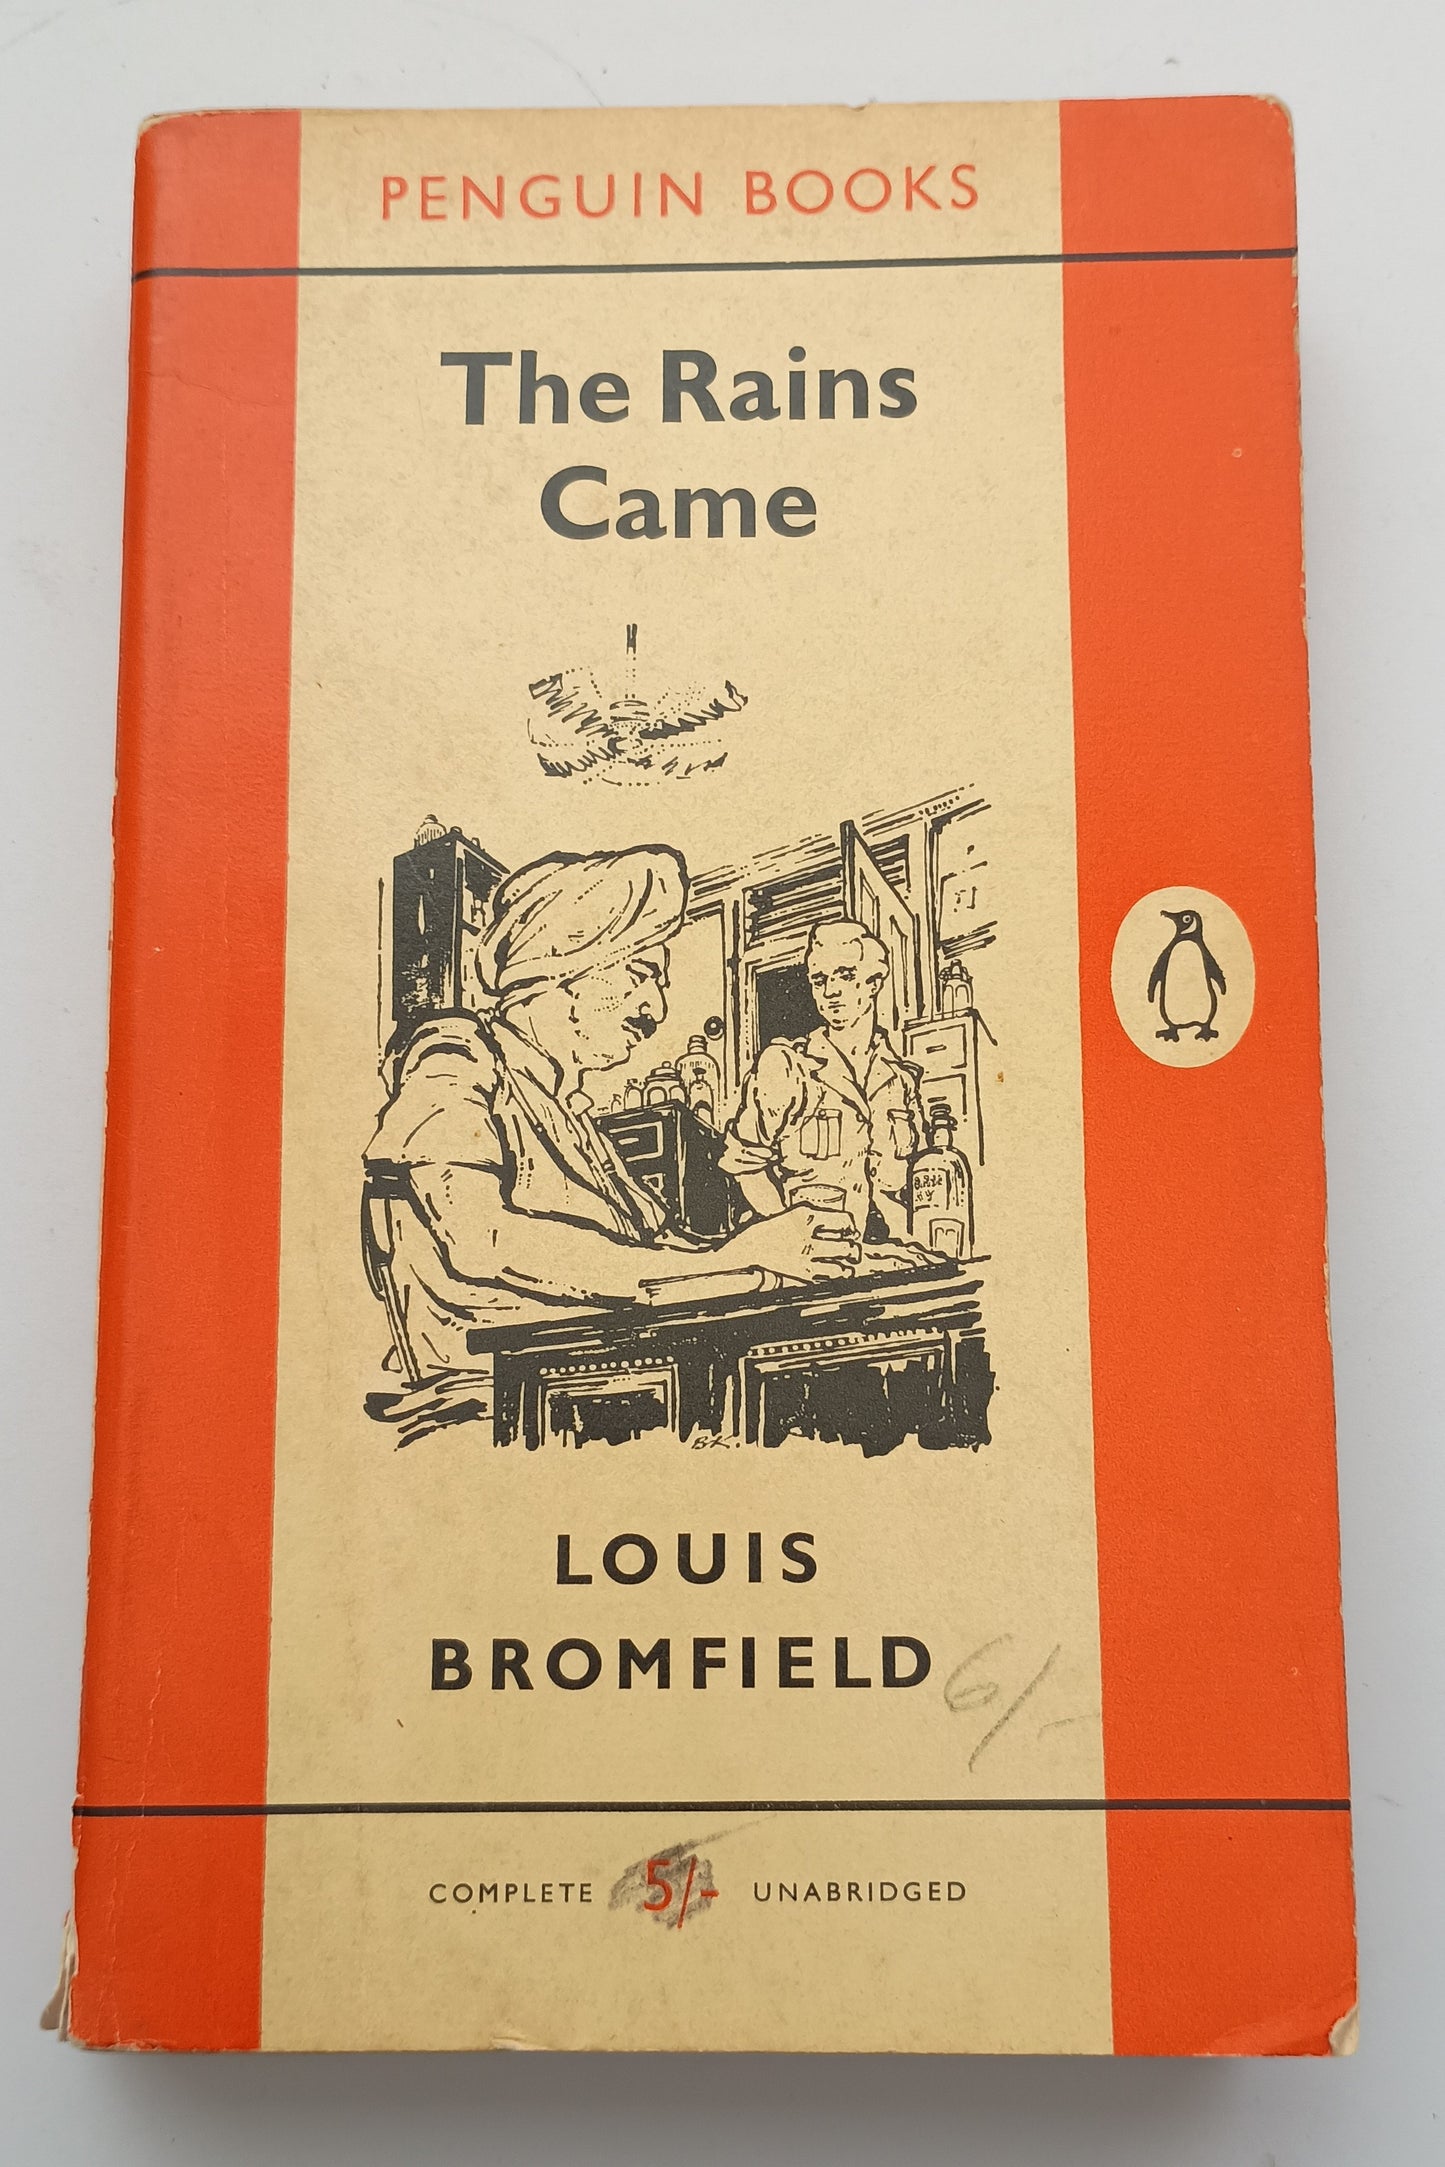 PENGUIN BOOKS
The Rains
Came
B.K.
LOUIS
BROMFIELD
6/-
COMPLETE 5/- UNABRIDGED